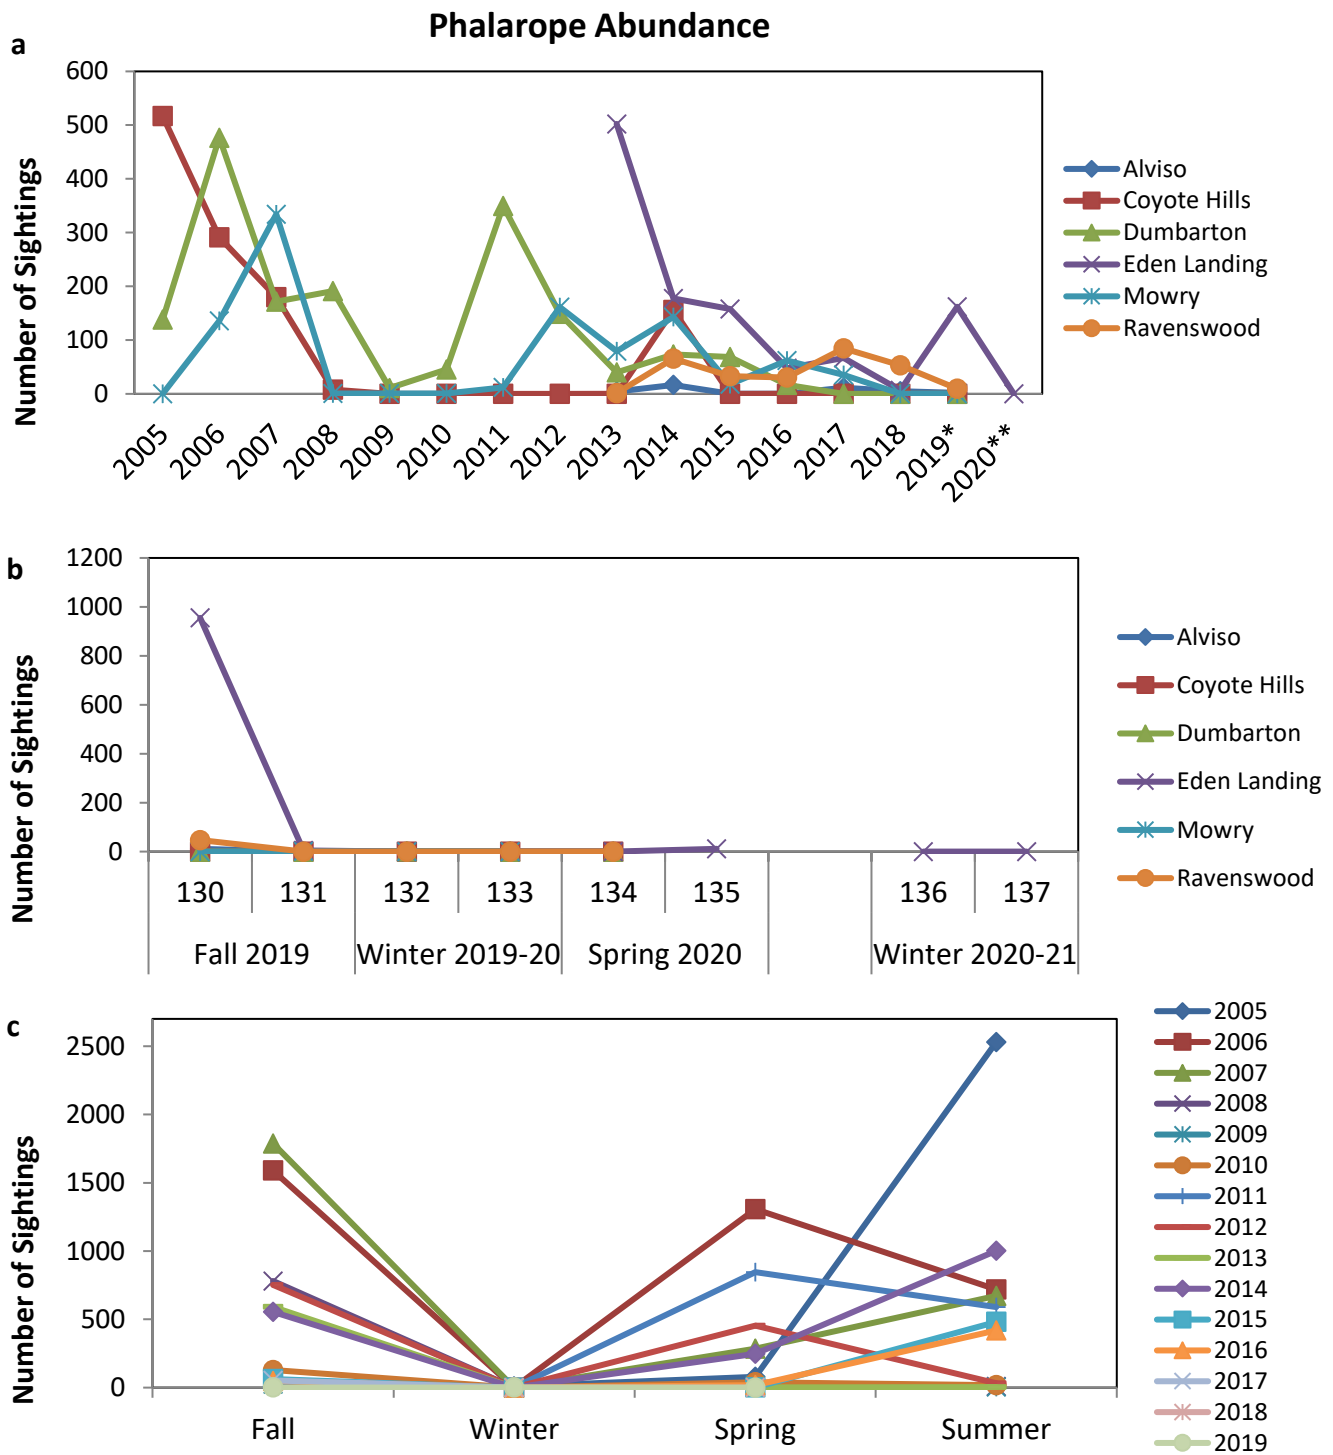 Phalarope Abundance
a
Number of Sightings
600
500
400
300
200
100
0
2005 2006 2007 2008 2009 2010 2011 2012 2013 2014 2015 2016 2017 2018 2019* 2020**
Alviso
Coyote Hills
Dumbarton
Eden Landing
Mowry
Ravenswood
b
Number of Sightings
1200
1000
800
600
400
200
0
130 131 132 133 134 135 136 137
Fall 2019 Winter 2019-20 Spring 2020 Winter 2020-21
Alviso
Coyote Hills
Dumbarton
Eden Landing
Mowry
Ravenswood
c
Number of Sightings
2500
2000
1500
1000
500
0
Fall Winter Spring Summer
2005
2006
2007
2008
2009
2010
2011
2012
2013
2014
2015
2016
2017
2018
2019